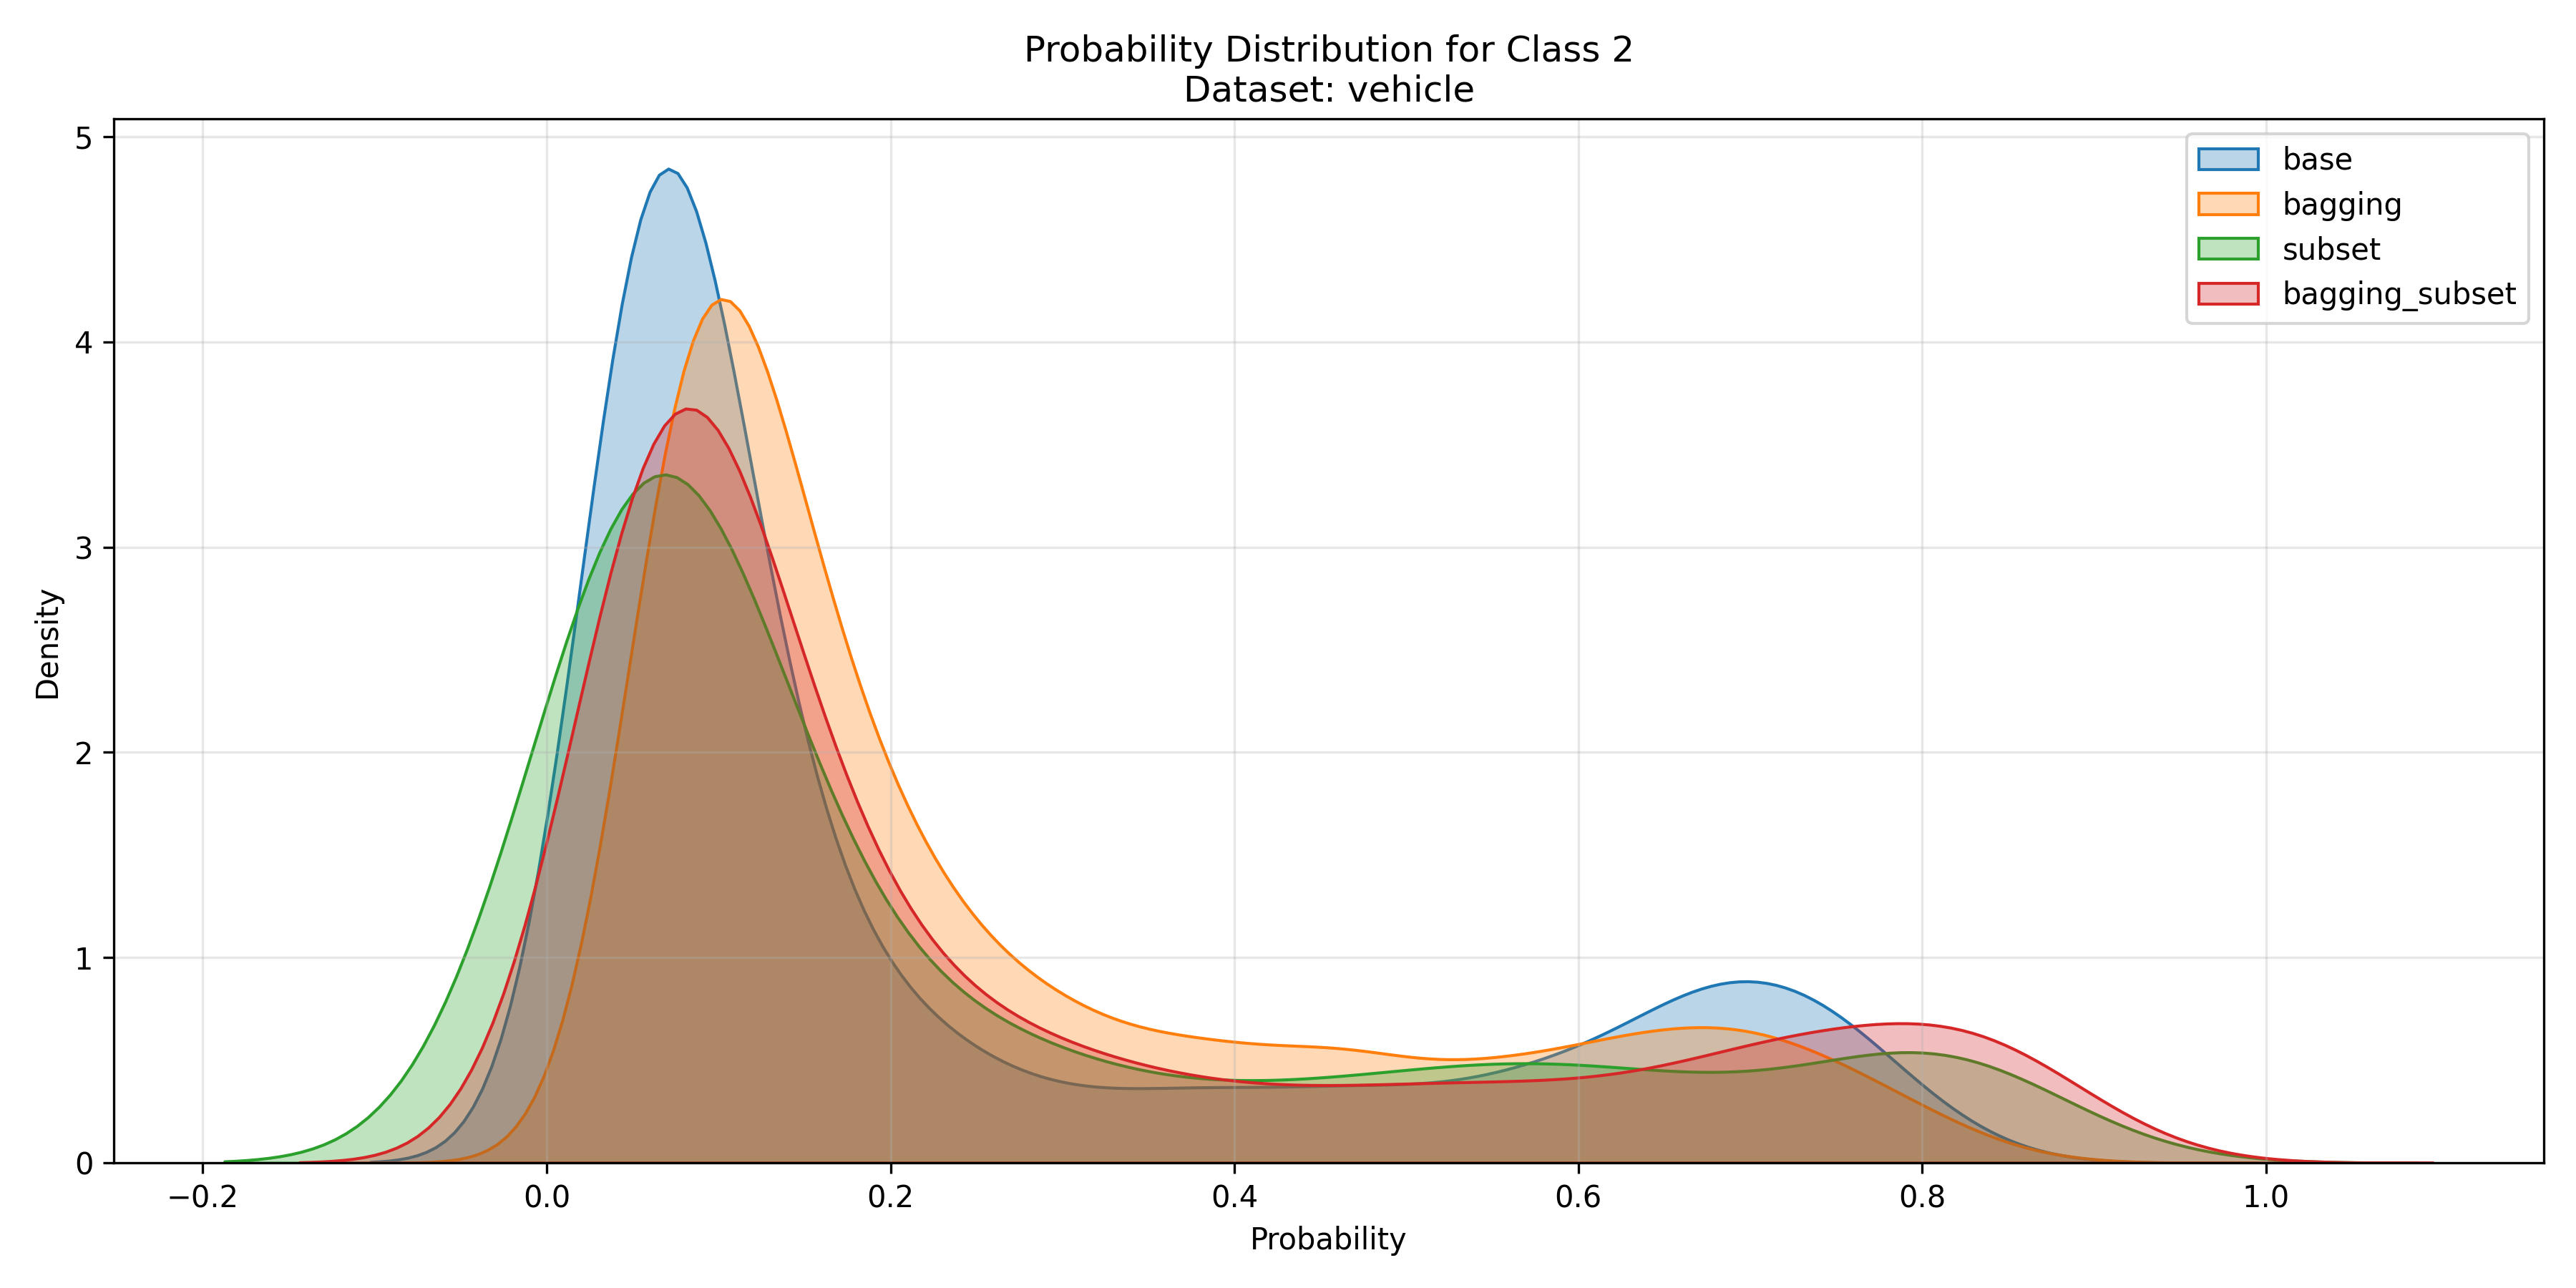 Probability Distribution for Class 2
Dataset: vehicle
5
4
3
2
1
0
Density
−0.2
0.0
0.2
0.4
0.6
0.8
1.0
Probability
base
bagging
subset
bagging_subset